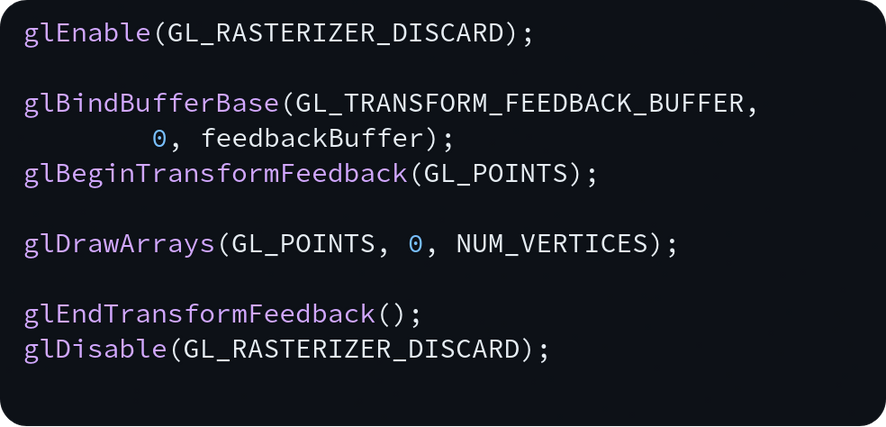 glEnable(GL_RASTERIZER_DISCARD);
glBindBufferBase(GL_TRANSFORM_FEEDBACK_BUFFER,
0, feedbackBuffer);
glBeginTransformFeedback(GL_POINTS);
glDrawArrays(GL_POINTS, 0, NUM_VERTICES);
glEndTransformFeedback();
glDisable(GL_RASTERIZER_DISCARD);